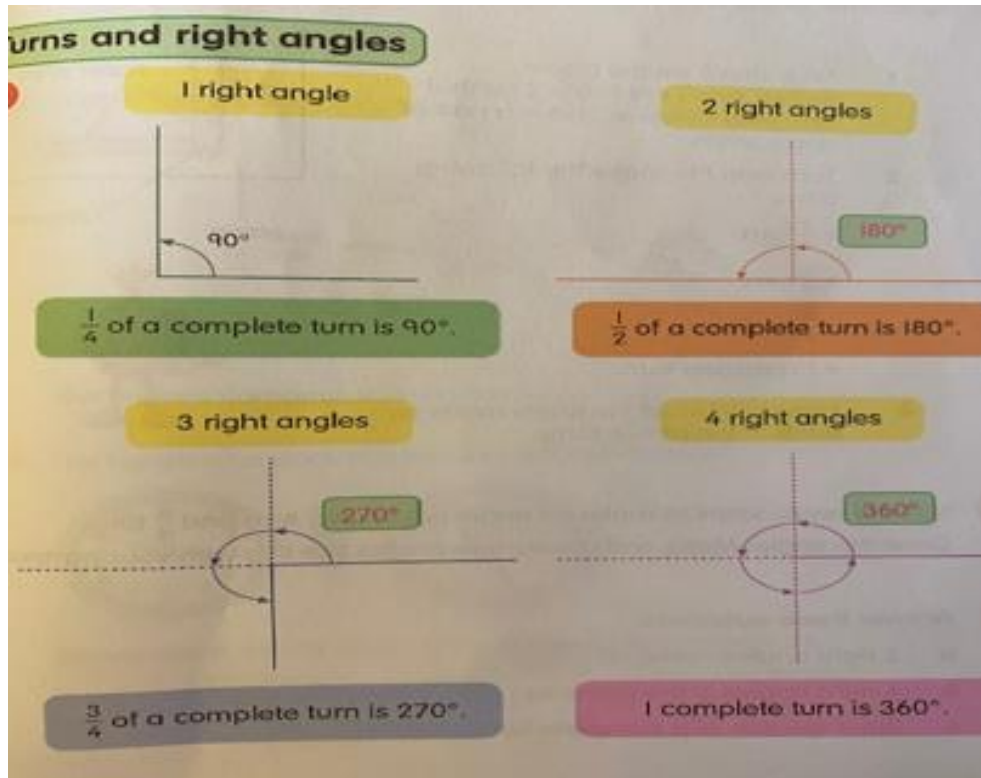 urns and right angles
1 right angle
90°
1/4 of a complete turn is 90°.
2 right angles
180°
1/2 of a complete turn is 180°.
3 right angles
270°
3/4 of a complete turn is 270°.
4 right angles
360°
1 complete turn is 360°.